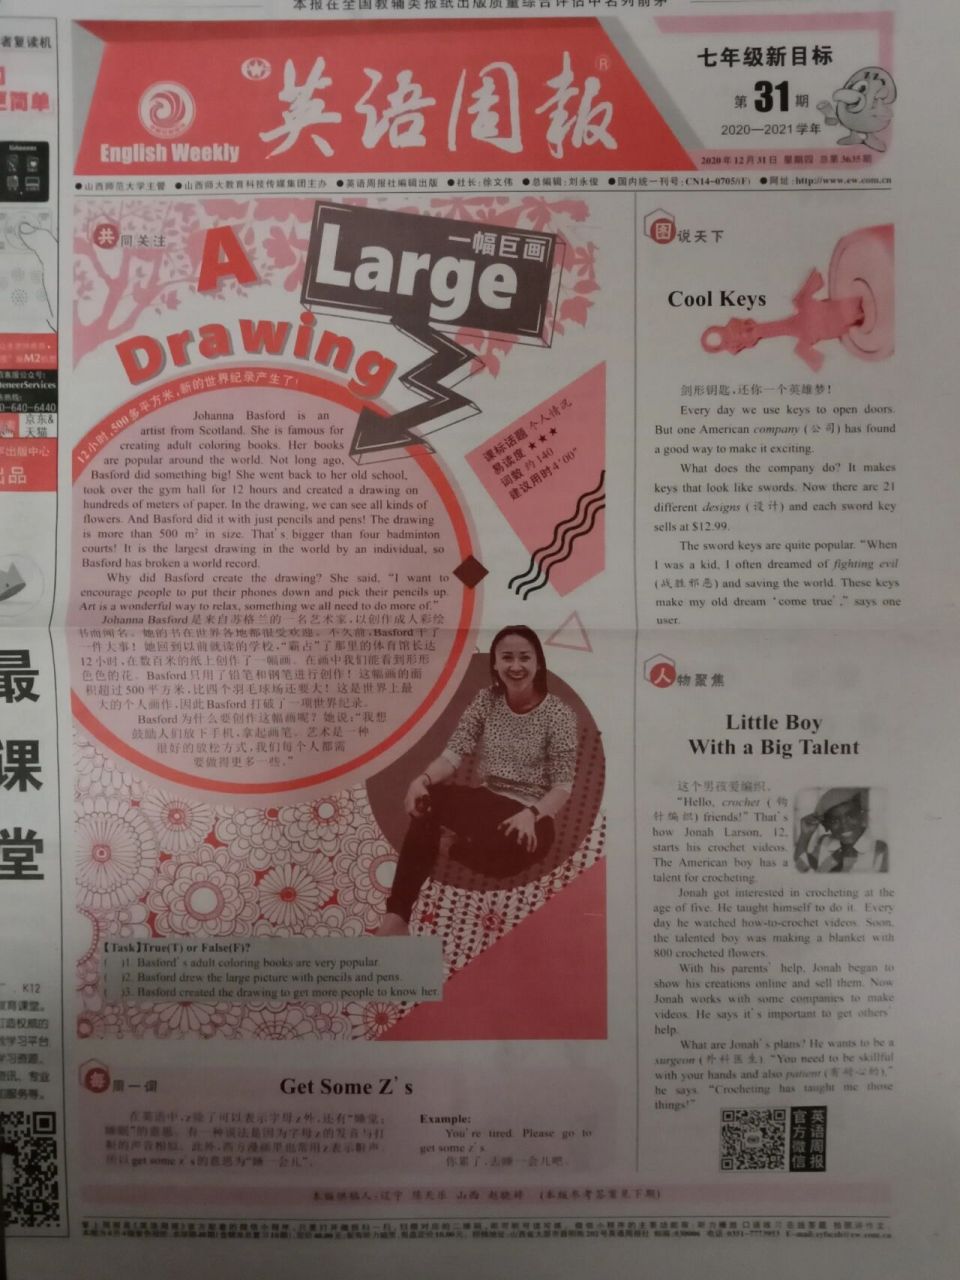 本报在全国教辅类报纸出版质量综合评估中名列前茅
英语周报
English Weekly
七年级新目标
第31期
2020—2021学年
2020年12月31日 星期四 总第3635期
●山西师范大学主管 ●山西师大教育科技传媒集团主办 ●英语周报社编辑出版 ●社长:徐文伟 ●总编辑:刘永俊 ●国内统一刊号:CN14-0705/(F) ●网址:http://www.ew.com.cn
共同关注
A
Large
一幅巨画
Drawing
12小时,500多平方米,新的世界纪录产生了!
课标话题 个人情况
易读度 ★★★
词数 约140
建议用时4'00"
Johanna Basford is an
artist from Scotland. She is famous for
creating adult coloring books. Her books
are popular around the world. Not long ago,
Basford did something big! She went back to her old school,
took over the gym hall for 12 hours and created a drawing on
hundreds of meters of paper. In the drawing, we can see all kinds of
flowers. And Basford did it with just pencils and pens! The drawing
is more than 500 m² in size. That's bigger than four badminton
courts! It is the largest drawing in the world by an individual, so
Basford has broken a world record.
Why did Basford create the drawing? She said, "I want to
encourage people to put their phones down and pick their pencils up.
Art is a wonderful way to relax, something we all need to do more of."
Johanna Basford是来自苏格兰的一名艺术家,以创作成人彩绘
书而闻名。她的书在世界各地都很受欢迎。不久前,Basford干了
一件大事!她回到以前就读的学校,"霸占"了那里的体育馆长达
12小时,在数百米的纸上创作了一幅画。在画中我们能看到形形
色色的花。Basford只用了铅笔和钢笔进行创作!这幅画的面
积超过500平方米,比四个羽毛球场还要大!这是世界上最
大的个人画作,因此Basford打破了一项世界纪录。
Basford为什么要创作这幅画呢?她说:"我想
鼓励人们放下手机,拿起画笔。艺术是一种
很好的放松方式,我们每个人都需
要做得更多一些。"
【Task】True(T) or False(F)?
( )1. Basford's adult coloring books are very popular.
( )2. Basford drew the large picture with pencils and pens.
( )3. Basford created the drawing to get more people to know her.
每周一词
Get Some Z's
在英语中,z除了可以表示字母z外,还有"睡觉;
睡眠"的意思。有一种说法是因为字母z的发音与打
鼾的声音相似。此外,西方漫画里也常用z表示鼾声。
所以get some z's的意思为"睡一会儿"。
Example:
You're tired. Please go to
get some z's.
你累了,去睡一会儿吧。
图说天下
Cool Keys
剑形钥匙,还你一个英雄梦!
Every day we use keys to open doors.
But one American company (公司) has found
a good way to make it exciting.
What does the company do? It makes
keys that look like swords. Now there are 21
different designs (设计) and each sword key
sells at $12.99.
The sword keys are quite popular. "When
I was a kid, I often dreamed of fighting evil
(战胜邪恶) and saving the world. These keys
make my old dream 'come true'," says one
user.
人物聚焦
Little Boy
With a Big Talent
这个男孩爱编织。
"Hello, crochet (钩
针编织) friends!" That's
how Jonah Larson, 12,
starts his crochet videos.
The American boy has a
talent for crocheting.
Jonah got interested in crocheting at the
age of five. He taught himself to do it. Every
day he watched how-to-crochet videos. Soon,
the talented boy was making a blanket with
800 crocheted flowers.
With his parents' help, Jonah began to
show his creations online and sell them. Now
Jonah works with some companies to make
videos. He says it's important to get others'
help.
What are Jonah's plans? He wants to be a
surgeon (外科医生). "You need to be skillful
with your hands and also patient (有耐心的),"
he says. "Crocheting has taught me those
things!"
英语周报
官方微信
(本版参考答案见下期)
者复读机
更简单
M2
teneerServices
0-640-6440
京东&
天猫
出版中心
出品
最
课
堂
K12
教育课堂。
打造权威的
学习平台
学习资源。
资讯、专业
和服务等。